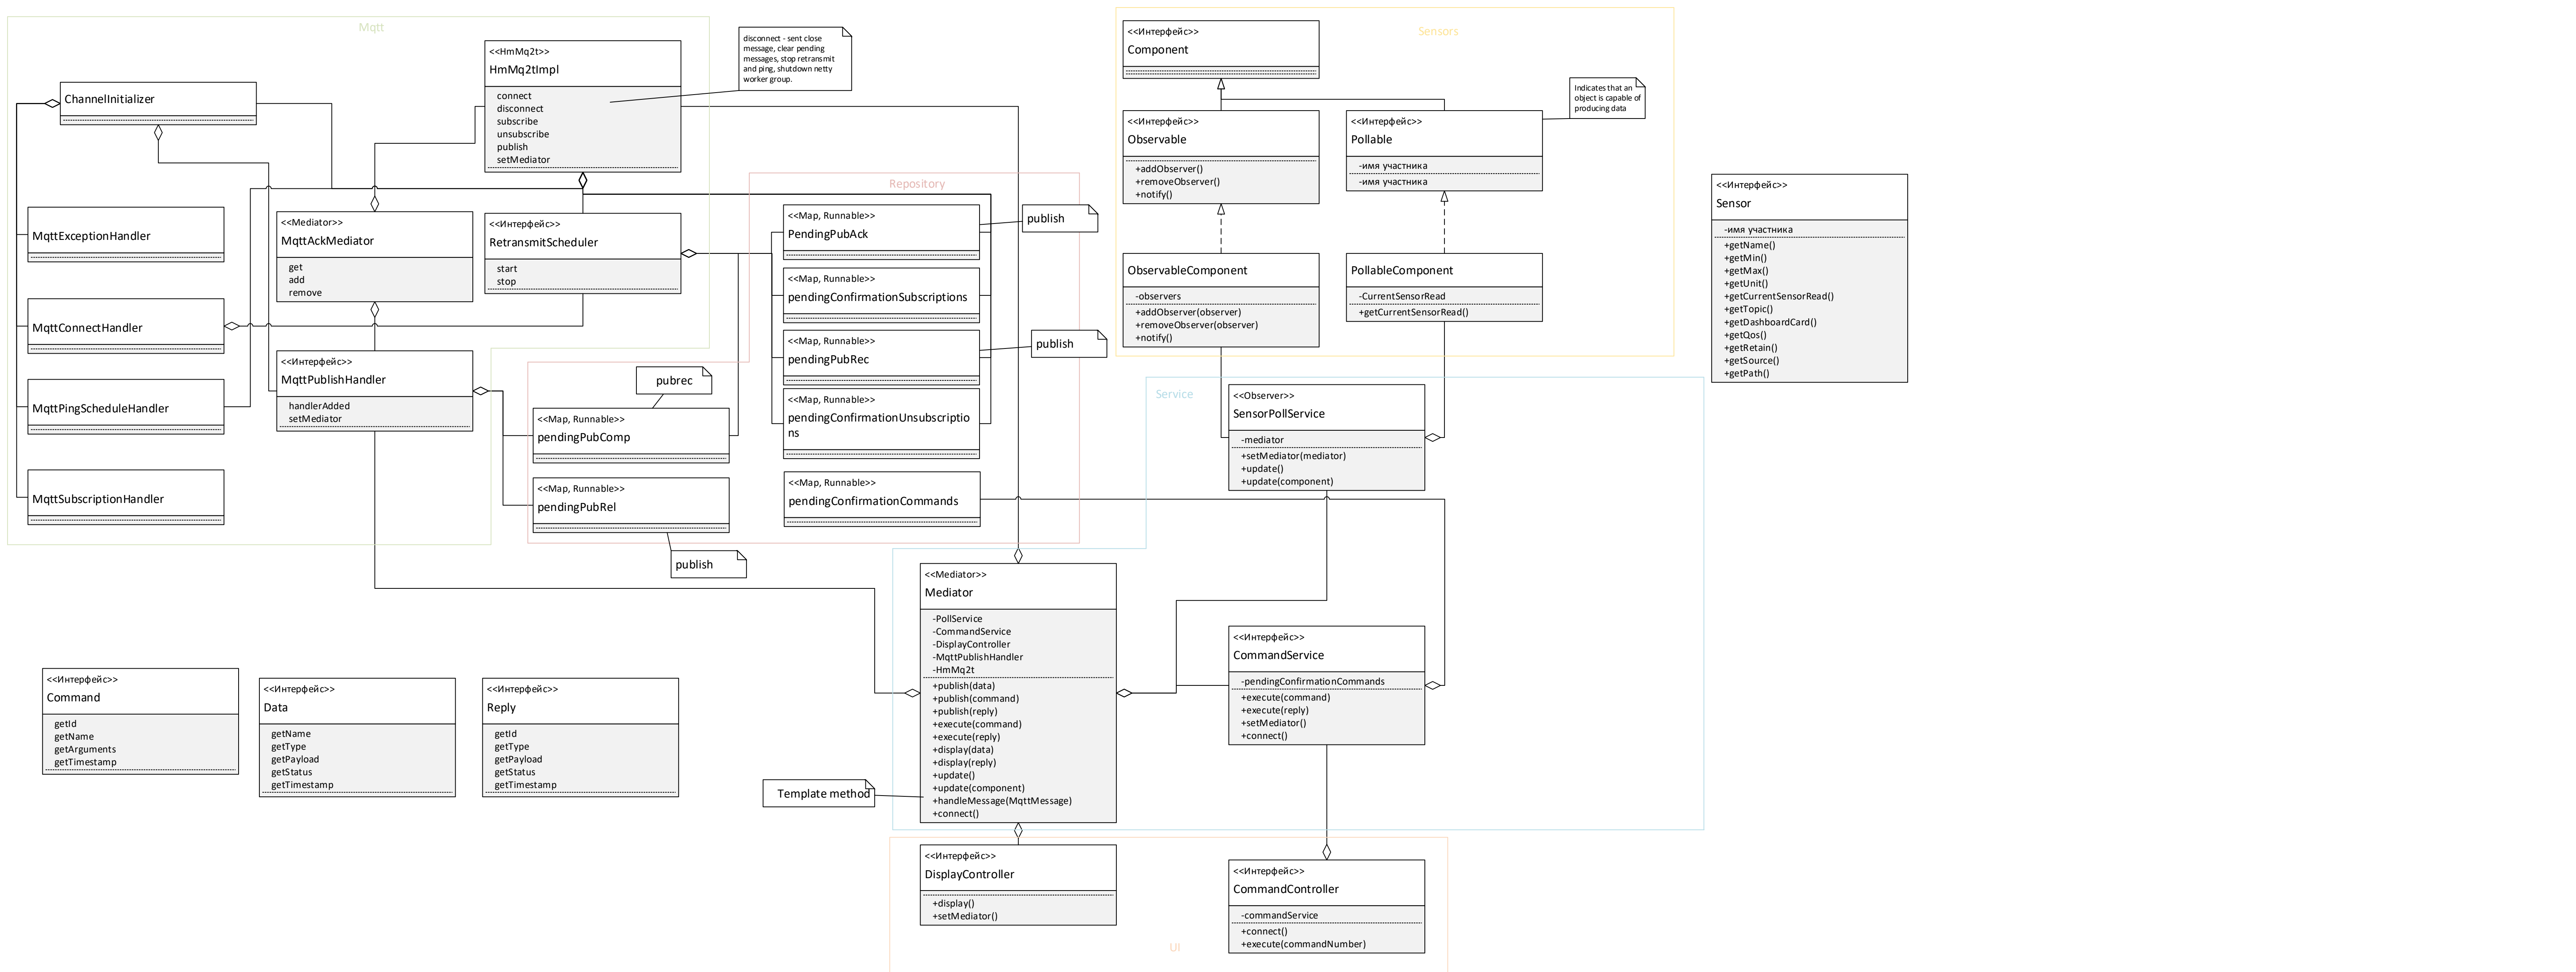 Mqtt
ChannelInitializer
<<HmMq2t>>
HmMq2tImpl
connect
disconnect
subscribe
unsubscribe
publish
setMediator
disconnect - sent close
message, clear pending
messages, stop retransmit
and ping, shutdown netty
worker group.
MqttExceptionHandler
MqttConnectHandler
MqttPingScheduleHandler
MqttSubscriptionHandler
<<Mediator>>
MqttAckMediator
get
add
remove
<<Интерфейс>>
RetransmitScheduler
start
stop
<<Интерфейс>>
MqttPublishHandler
handlerAdded
setMediator
Repository
<<Map, Runnable>>
PendingPubAck
publish
<<Map, Runnable>>
pendingConfirmationSubscriptions
<<Map, Runnable>>
pendingPubRec
publish
<<Map, Runnable>>
pendingConfirmationUnsubscriptio
ns
pubrec
<<Map, Runnable>>
pendingPubComp
<<Map, Runnable>>
pendingPubRel
publish
<<Map, Runnable>>
pendingConfirmationCommands
Sensors
<<Интерфейс>>
Component
<<Интерфейс>>
Observable
+addObserver()
+removeObserver()
+notify()
<<Интерфейс>>
Pollable
-имя участника
-имя участника
Indicates that an
object is capable of
producing data
ObservableComponent
-observers
+addObserver(observer)
+removeObserver(observer)
+notify()
PollableComponent
-CurrentSensorRead
+getCurrentSensorRead()
<<Интерфейс>>
Sensor
-имя участника
+getName()
+getMin()
+getMax()
+getUnit()
+getCurrentSensorRead()
+getTopic()
+getDashboardCard()
+getQos()
+getRetain()
+getSource()
+getPath()
Service
<<Observer>>
SensorPollService
-mediator
+setMediator(mediator)
+update()
+update(component)
<<Mediator>>
Mediator
-PollService
-CommandService
-DisplayController
-MqttPublishHandler
-HmMq2t
+publish(data)
+publish(command)
+publish(reply)
+execute(command)
+execute(reply)
+display(data)
+display(reply)
+update()
+update(component)
+handleMessage(MqttMessage)
+connect()
Template method
<<Интерфейс>>
CommandService
-pendingConfirmationCommands
+execute(command)
+execute(reply)
+setMediator()
+connect()
<<Интерфейс>>
Command
getId
getName
getArguments
getTimestamp
<<Интерфейс>>
Data
getName
getType
getPayload
getStatus
getTimestamp
<<Интерфейс>>
Reply
getId
getType
getPayload
getStatus
getTimestamp
<<Интерфейс>>
DisplayController
+display()
+setMediator()
<<Интерфейс>>
CommandController
-commandService
+connect()
+execute(commandNumber)
UI